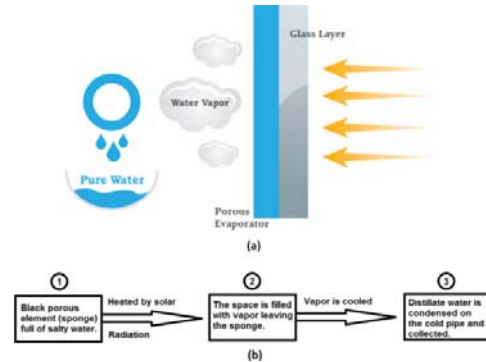 Glass Layer
Water Vapor
Pure Water
Porous
Evaporator
(a)
1
Black porous
element (sponge)
full of salty water.
Heated by solar
Radiation
2
The space is filled
with vapor leaving
the sponge.
Vapor is cooled
3
Distillate water is
condensed on
the cold pipe and
collected.
(b)